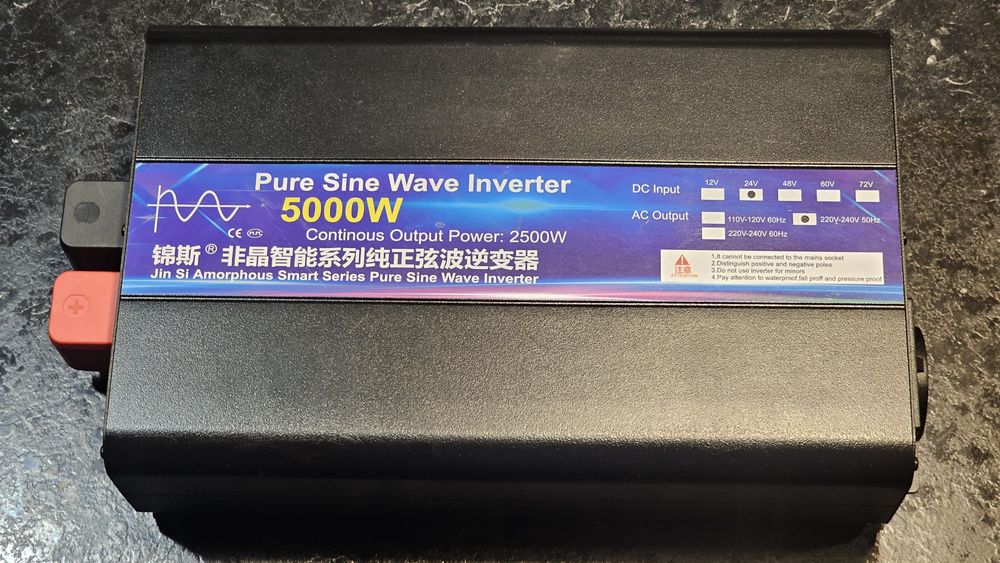 Pure Sine Wave Inverter
5000W
CE
Continous Output Power: 2500W
锦斯®非晶智能系列纯正弦波逆变器
Jin Si Amorphous Smart Series Pure Sine Wave Inverter
DC Input 12V 24V 48V 60V 72V
AC Output 110V-120V 60Hz 220V-240V 50Hz
220V-240V 60Hz
注意
ATTENTION
1,It cannot be connected to the mains socket
2.Distinguish positive and negative poles
3.Do not use inverter for minors
4.Pay attention to waterproof,fall proff and pressure proof